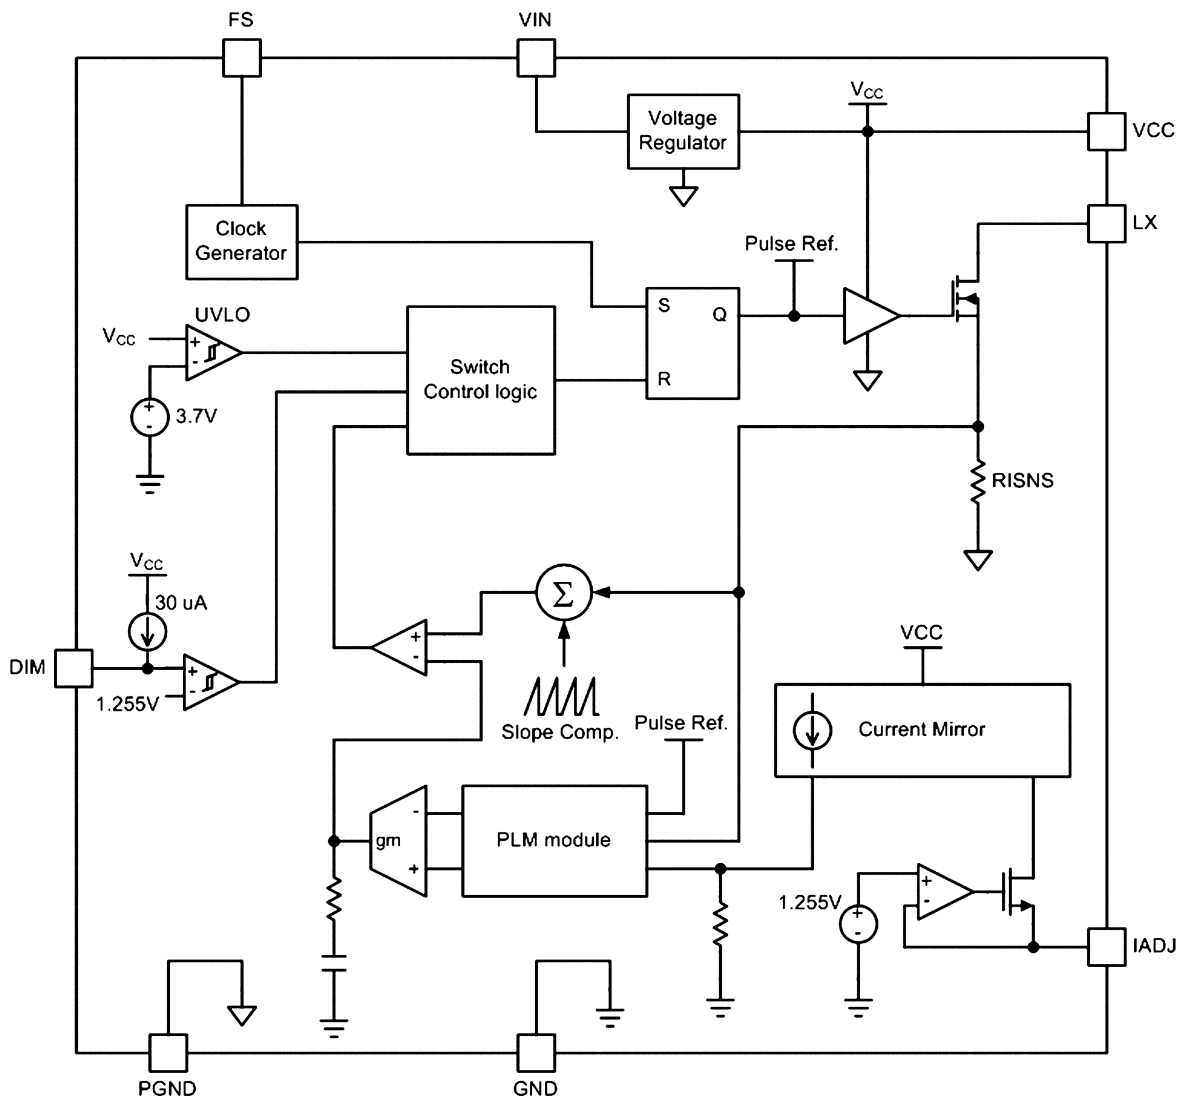 FS
VIN
Voltage
Regulator
VCC
VCC
LX
Clock
Generator
Pulse Ref.
S
Q
R
UVLO
VCC
+
-
Switch
Control logic
+
-
3.7V
RISNS
VCC
30 uA
Σ
DIM
+
-
1.255V
+
-
Slope Comp.
VCC
Current Mirror
Pulse Ref.
gm
-
+
PLM module
1.255V
+
-
+
-
IADJ
PGND
GND